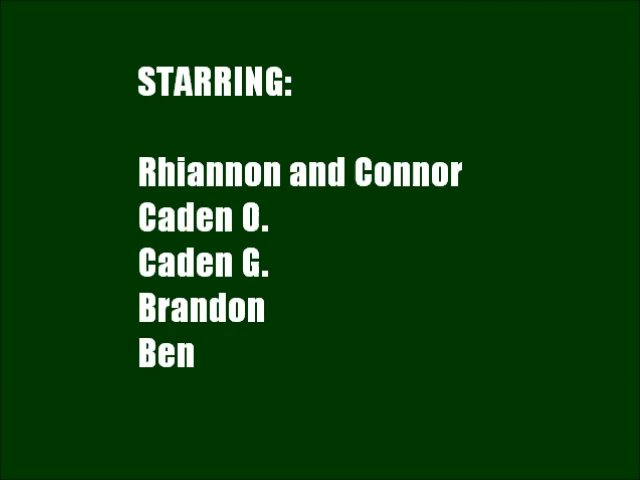 STARRING:
Rhiannon and Connor
Caden O.
Caden G.
Brandon
Ben